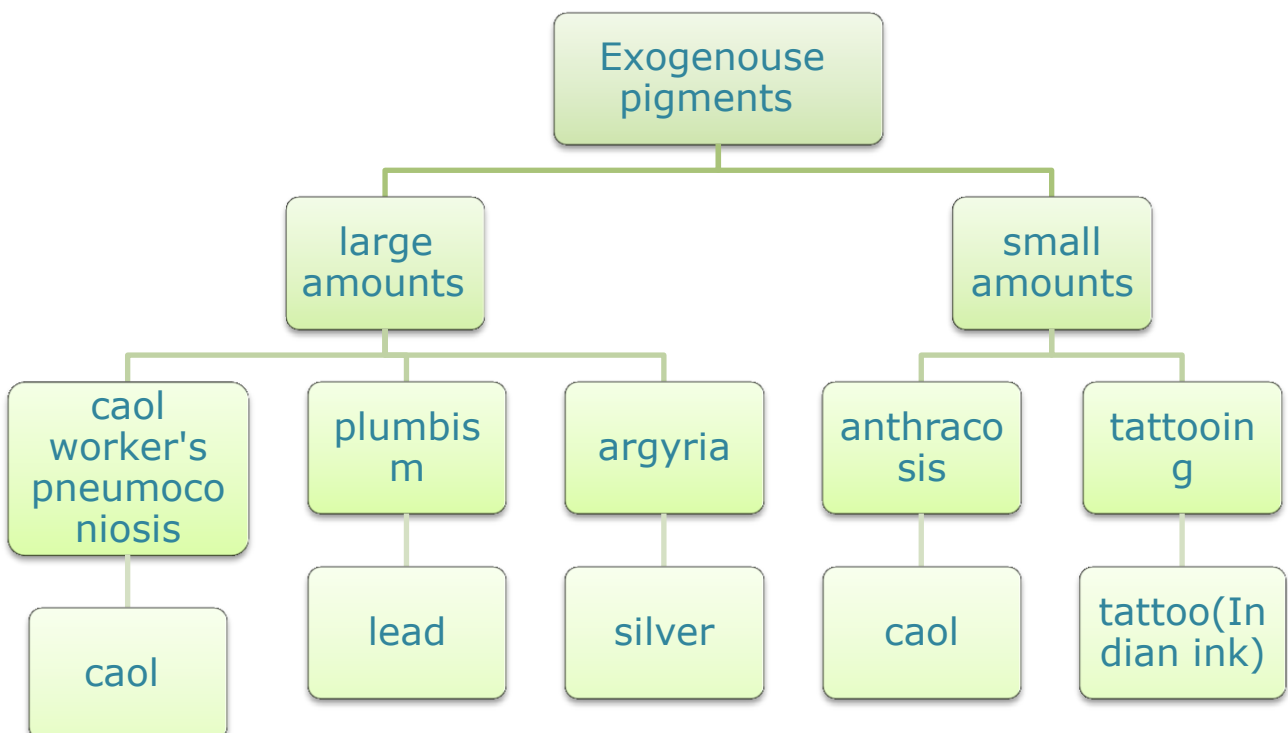 Exogenouse
pigments
large
amounts
small
amounts
caol
worker's
pneumoco
niosis
plumbis
m
argyria
anthraco
sis
tattooin
g
caol
lead
silver
caol
tattoo(In
dian ink)